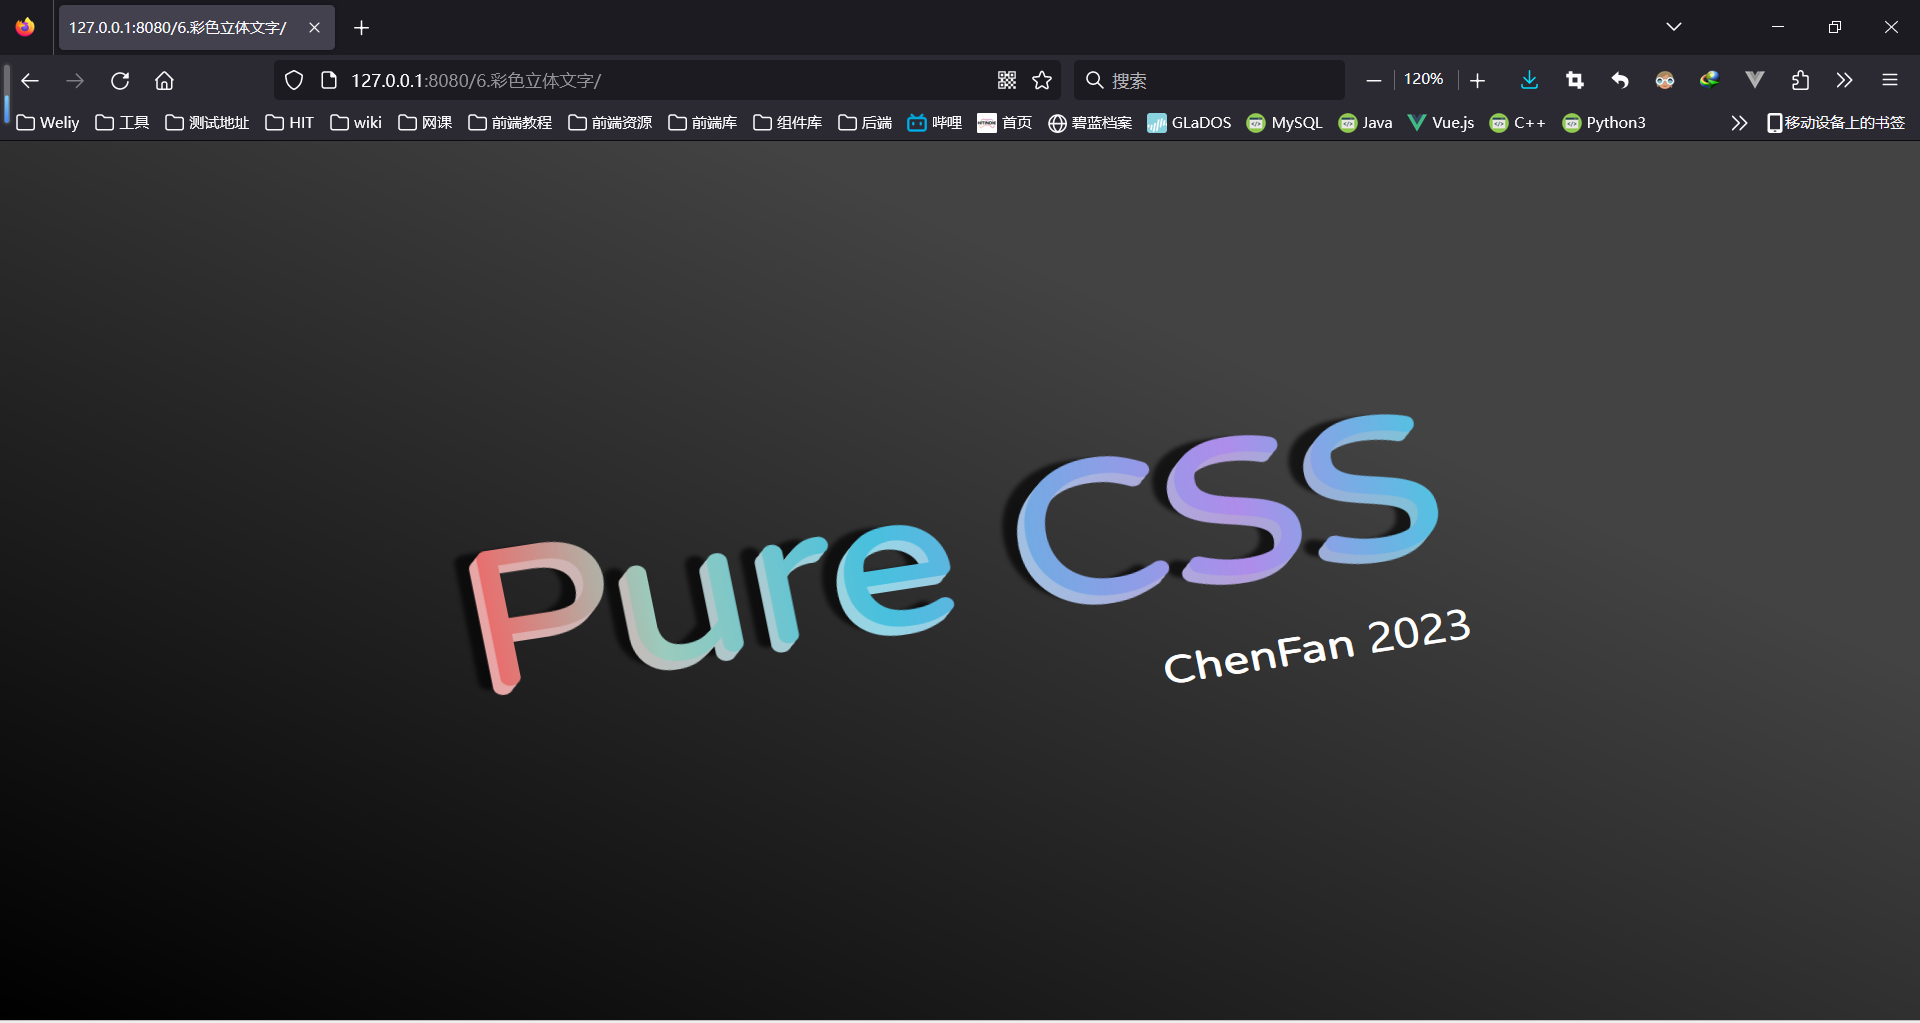 127.0.0.1:8080/6.彩色立体文字/
127.0.0.1:8080/6.彩色立体文字/ 搜索 120%
Weliy 工具 测试地址 HIT wiki 网课 前端教程 前端资源 前端库 组件库 后端 哔哩 首页 碧蓝档案 GLaDOS MySQL Java Vue.js C++ Python3 移动设备上的书签
Pure CSS
ChenFan 2023